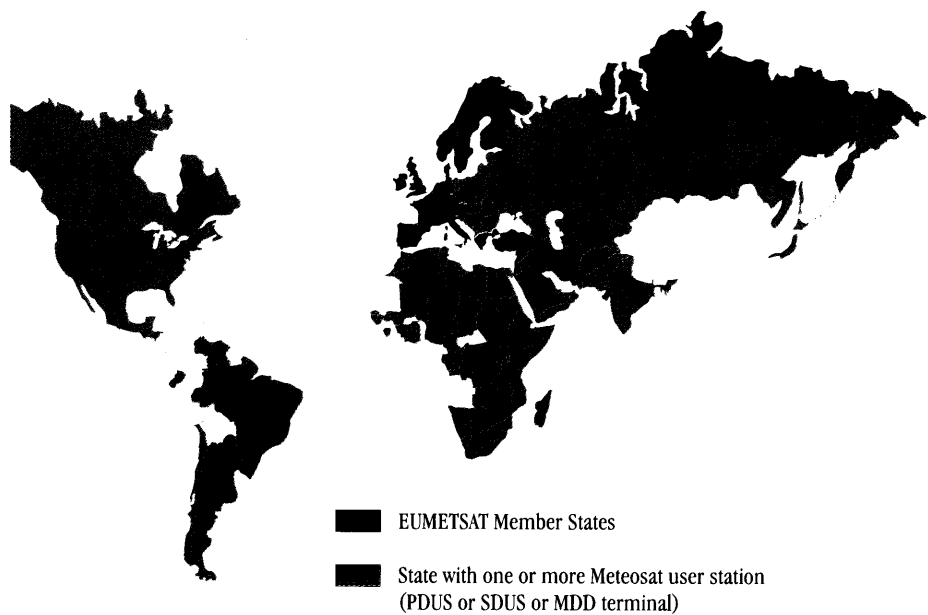 EUMETSAT Member States
State with one or more Meteosat user station
(PDUS or SDUS or MDD terminal)